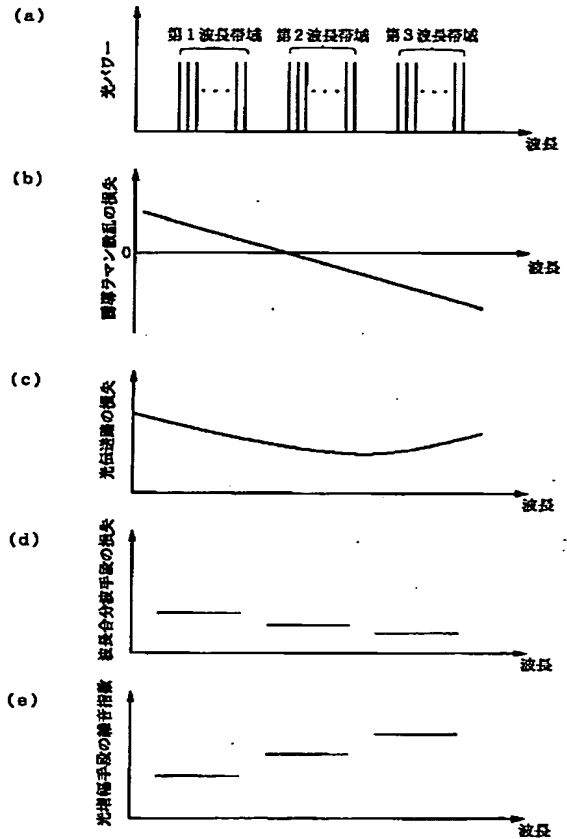 (a)
光パワー
第1波長帯域 第2波長帯域 第3波長帯域
...
...
...
波長
(b)
誘導ラマン散乱の損失
0
波長
(c)
光伝送路の損失
波長
(d)
波長合分波手段の損失
波長
(e)
光増幅手段の雑音指数
波長